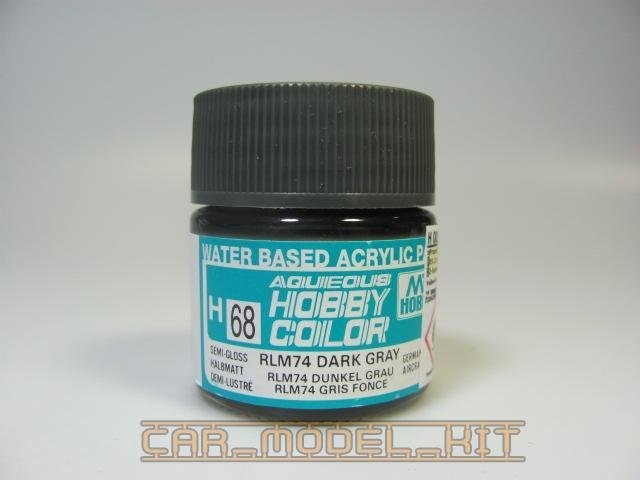 WATER BASED ACRYLIC P
AQUEOUS
HOBBY
COLOR
H 68
HOB
SEMI-GLOSS
HALBMATT
DEMI-LUSTRÉ
RLM74 DARK GRAY
RLM74 DUNKEL GRAU
RLM74 GRIS FONCE
GERMAN
AIRCRA
CAR_MODEL_KIT